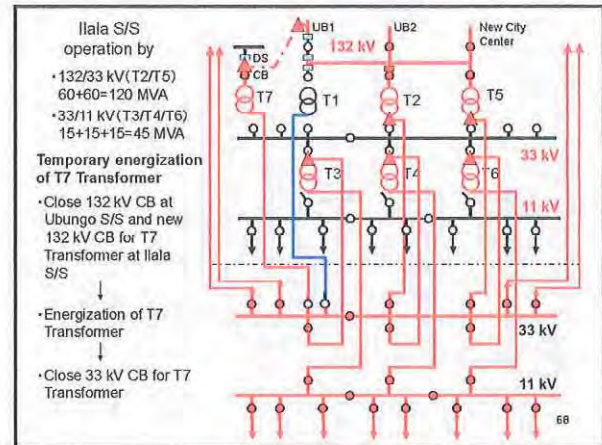 Ilala S/S
operation by
・132/33 kV(T2/T5)
60+60=120 MVA
・33/11 kV(T3/T4/T6)
15+15+15=45 MVA
Temporary energization
of T7 Transformer
・Close 132 kV CB at
Ubungo S/S and new
132 kV CB for T7
Transformer at Ilala
S/S
・Energization of T7
Transformer
・Close 33 kV CB for T7
Transformer
UB1
UB2
New City
Center
132 kV
DS
CB
T7
T1
T2
T5
33 kV
T3
T4
T6
11 kV
33 kV
11 kV
68